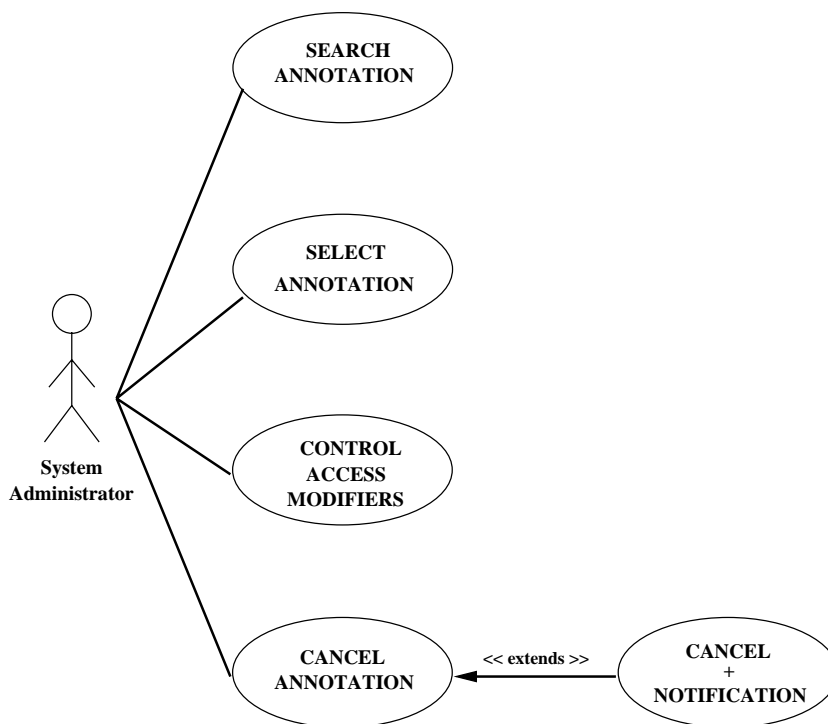 SEARCH
ANNOTATION
SELECT
ANNOTATION
System
Administrator
CONTROL
ACCESS
MODIFIERS
CANCEL
ANNOTATION
<< extends >>
CANCEL
+
NOTIFICATION